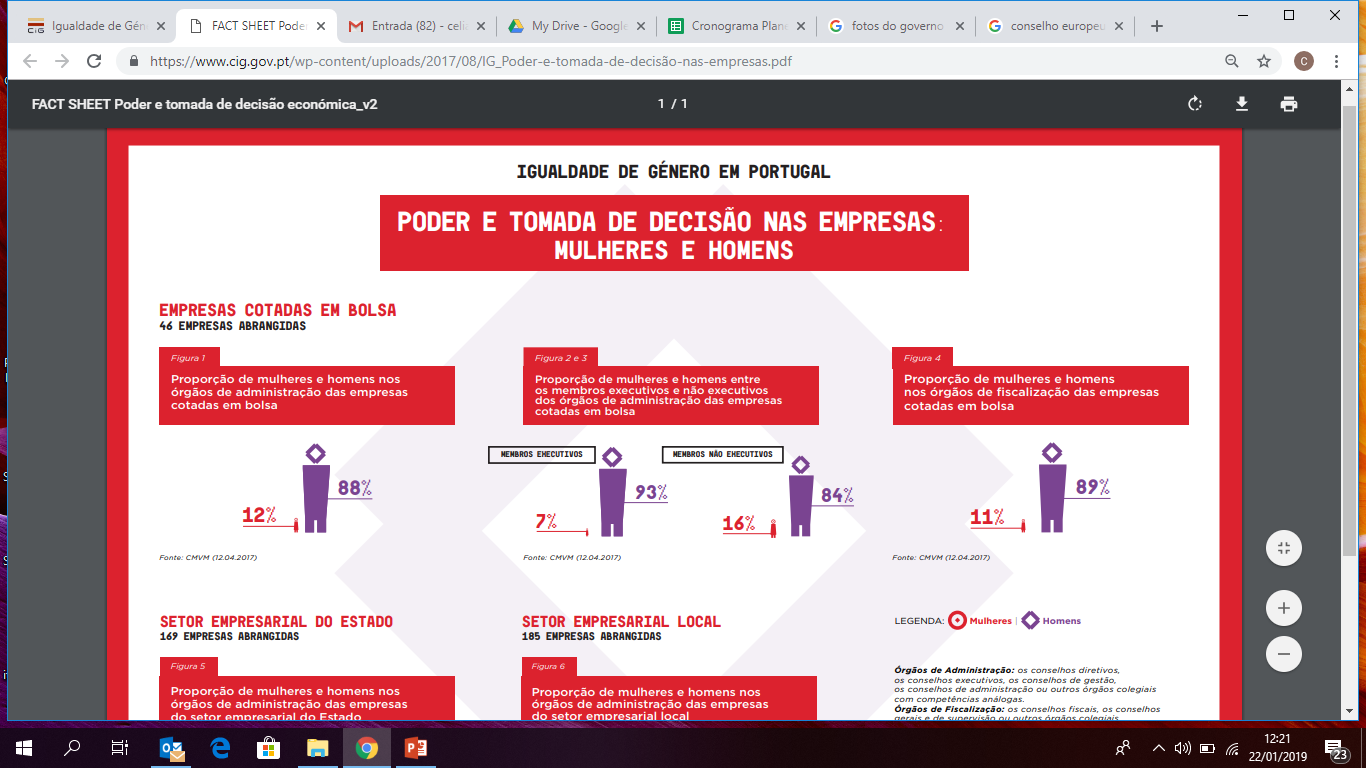 CIG Igualdade de Gén
FACT SHEET Poder
Entrada (82) - celia
My Drive - Google
Cronograma Plane
fotos do governo
conselho europeu
https://www.cig.gov.pt/wp-content/uploads/2017/08/IG_Poder-e-tomada-de-decisão-nas-empresas.pdf
C
FACT SHEET Poder e tomada de decisão económica_v2
1 / 1
IGUALDADE DE GÉNERO EM PORTUGAL
PODER E TOMADA DE DECISÃO NAS EMPRESAS:
MULHERES E HOMENS
EMPRESAS COTADAS EM BOLSA
46 EMPRESAS ABRANGIDAS
Figura 1
Proporção de mulheres e homens nos
órgãos de administração das empresas
cotadas em bolsa
12%
88%
Fonte: CMVM (12.04.2017)
Figura 2 e 3
Proporção de mulheres e homens entre
os membros executivos e não executivos
dos órgãos de administração das empresas
cotadas em bolsa
MEMBROS EXECUTIVOS
7%
93%
MEMBROS NÃO EXECUTIVOS
16%
84%
Fonte: CMVM (12.04.2017)
Figura 4
Proporção de mulheres e homens
nos órgãos de fiscalização das empresas
cotadas em bolsa
11%
89%
Fonte: CMVM (12.04.2017)
SETOR EMPRESARIAL DO ESTADO
169 EMPRESAS ABRANGIDAS
Figura 5
Proporção de mulheres e homens nos
órgãos de administração das empresas
do setor empresarial do Estado
SETOR EMPRESARIAL LOCAL
185 EMPRESAS ABRANGIDAS
Figura 6
Proporção de mulheres e homens nos
órgãos de administração das empresas
do setor empresarial local
LEGENDA: Mulheres | Homens
Órgãos de Administração: os conselhos diretivos,
os conselhos executivos, os conselhos de gestão,
os conselhos de administração ou outros órgãos colegiais
com competências análogas.
Órgãos de Fiscalização: os conselhos fiscais, os conselhos
gerais e de supervisão ou outros órgãos colegiais
12:21
22/01/2019
23